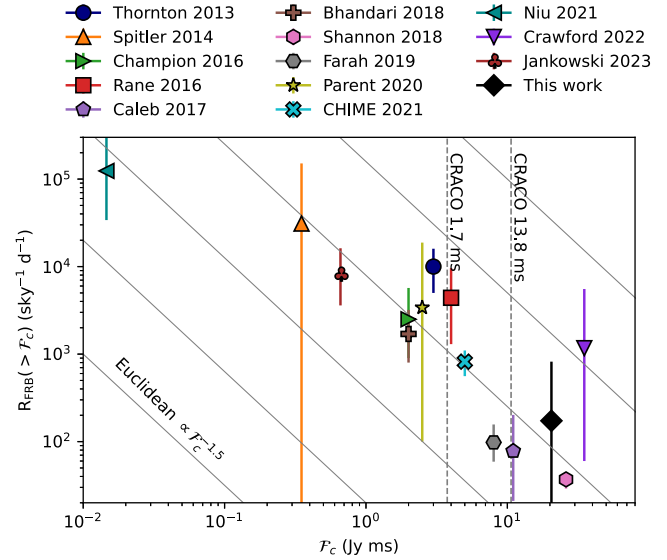 Thornton 2013
Spitler 2014
Champion 2016
Rane 2016
Caleb 2017
Bhandari 2018
Shannon 2018
Farah 2019
Parent 2020
CHIME 2021
Niu 2021
Crawford 2022
Jankowski 2023
This work
R_FRB(> ℱ_c) (sky⁻¹ d⁻¹)
10⁵
10⁴
10³
10²
CRACO 1.7 ms
CRACO 13.8 ms
Euclidean ∝ ℱ_c^−1.5
10⁻² 10⁻¹ 10⁰ 10¹
ℱ_c (Jy ms)